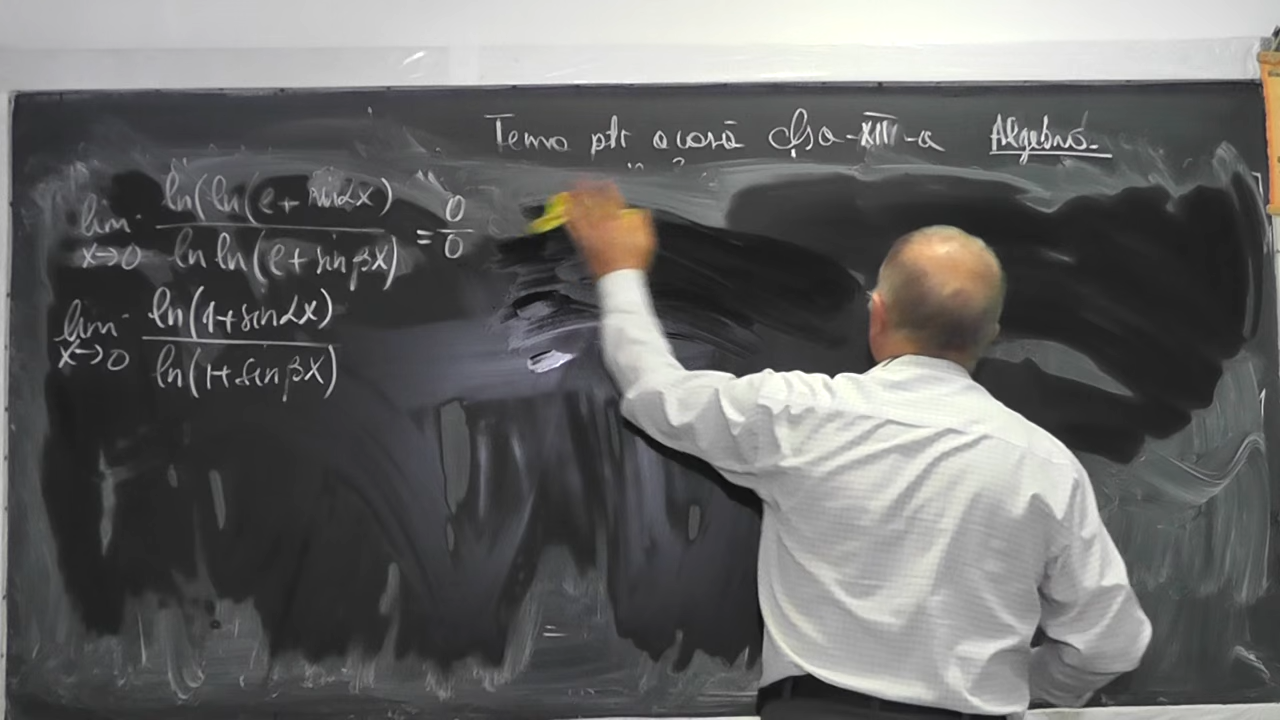 Tema ptr acasă cls a-XII-a Algebră
lim x→0 ln(ln(e+sinαx) / ln ln(e+sinβx) = 0/0
lim x→0 ln(1+sinαx) / ln(1+sinβx)